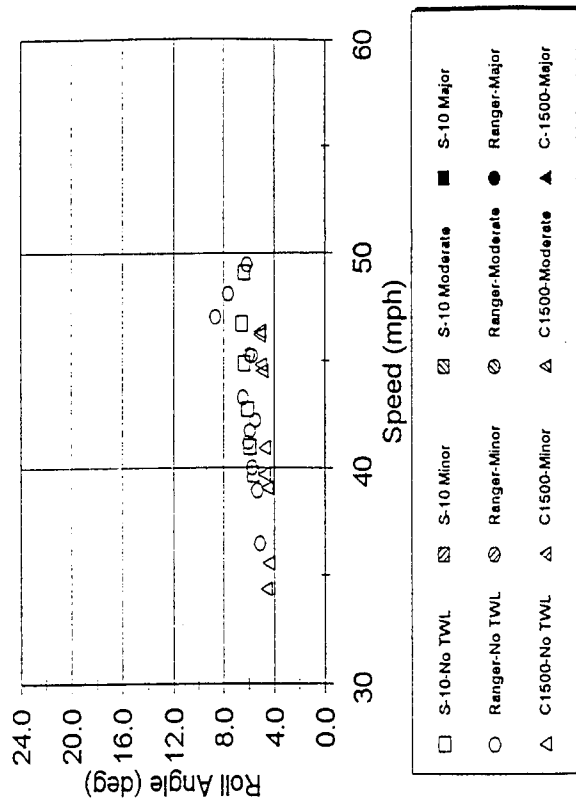 Roll Angle (deg)
24.0
20.0
16.0
12.0
8.0
4.0
0.0
30
40
50
60
Speed (mph)
S-10-No TWL
S-10 Minor
S-10 Moderate
S-10 Major
Ranger-No TWL
Ranger-Minor
Ranger-Moderate
Ranger-Major
C1500-No TWL
C1500-Minor
C1500-Moderate
C-1500-Major